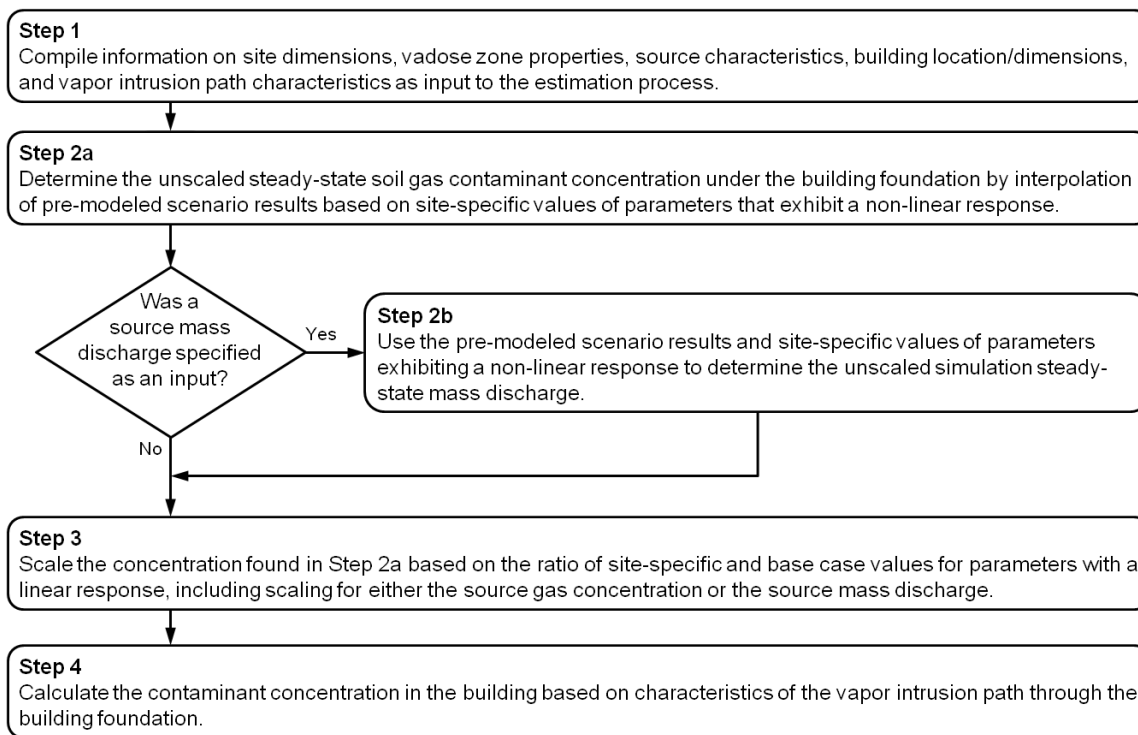 Step 1
Compile information on site dimensions, vadose zone properties, source characteristics, building location/dimensions,
and vapor intrusion path characteristics as input to the estimation process.
Step 2a
Determine the unscaled steady-state soil gas contaminant concentration under the building foundation by interpolation
of pre-modeled scenario results based on site-specific values of parameters that exhibit a non-linear response.
Was a
source mass
discharge specified
as an input?
Yes
Step 2b
Use the pre-modeled scenario results and site-specific values of parameters
exhibiting a non-linear response to determine the unscaled simulation steady-
state mass discharge.
No
Step 3
Scale the concentration found in Step 2a based on the ratio of site-specific and base case values for parameters with a
linear response, including scaling for either the source gas concentration or the source mass discharge.
Step 4
Calculate the contaminant concentration in the building based on characteristics of the vapor intrusion path through the
building foundation.